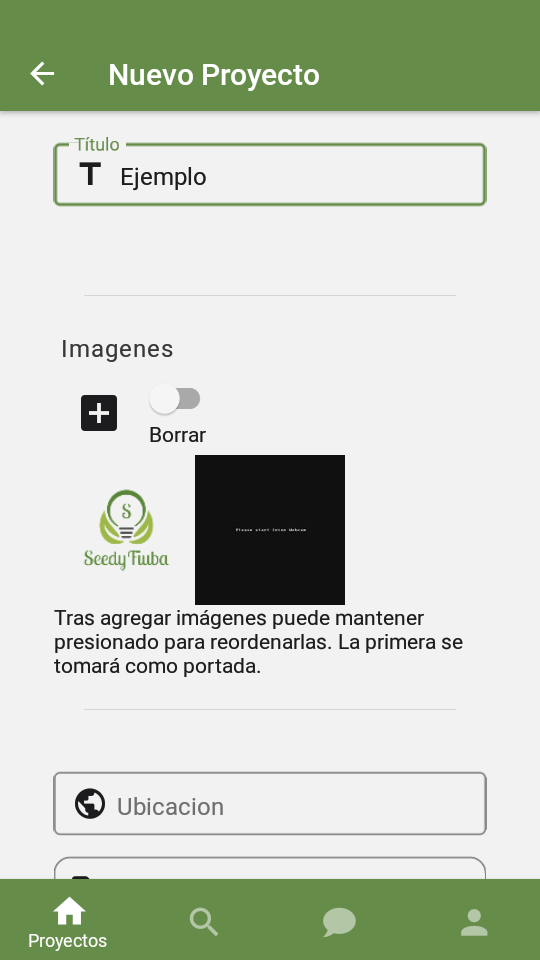 Nuevo Proyecto
Título
Ejemplo
Imagenes
Borrar
S
Seedy Fiuba
Please start Iriun Webcam
Tras agregar imágenes puede mantener
presionado para reordenarlas. La primera se
tomará como portada.
Ubicacion
Proyectos